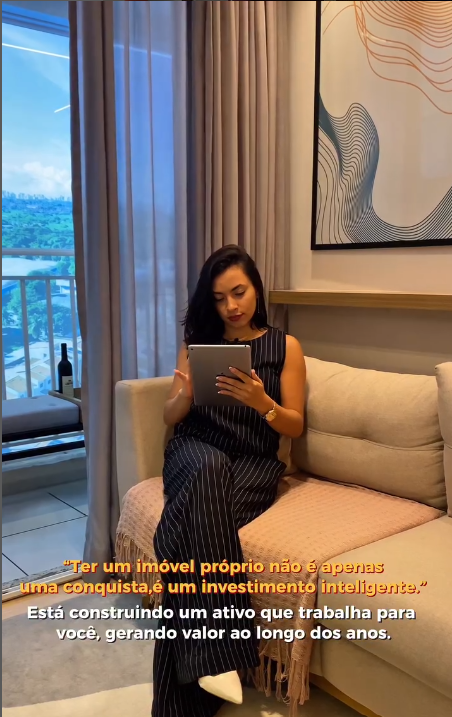 "Ter um imóvel próprio não é apenas
uma conquista,é um investimento inteligente."
Está construindo um ativo que trabalha para
você, gerando valor ao longo dos anos.